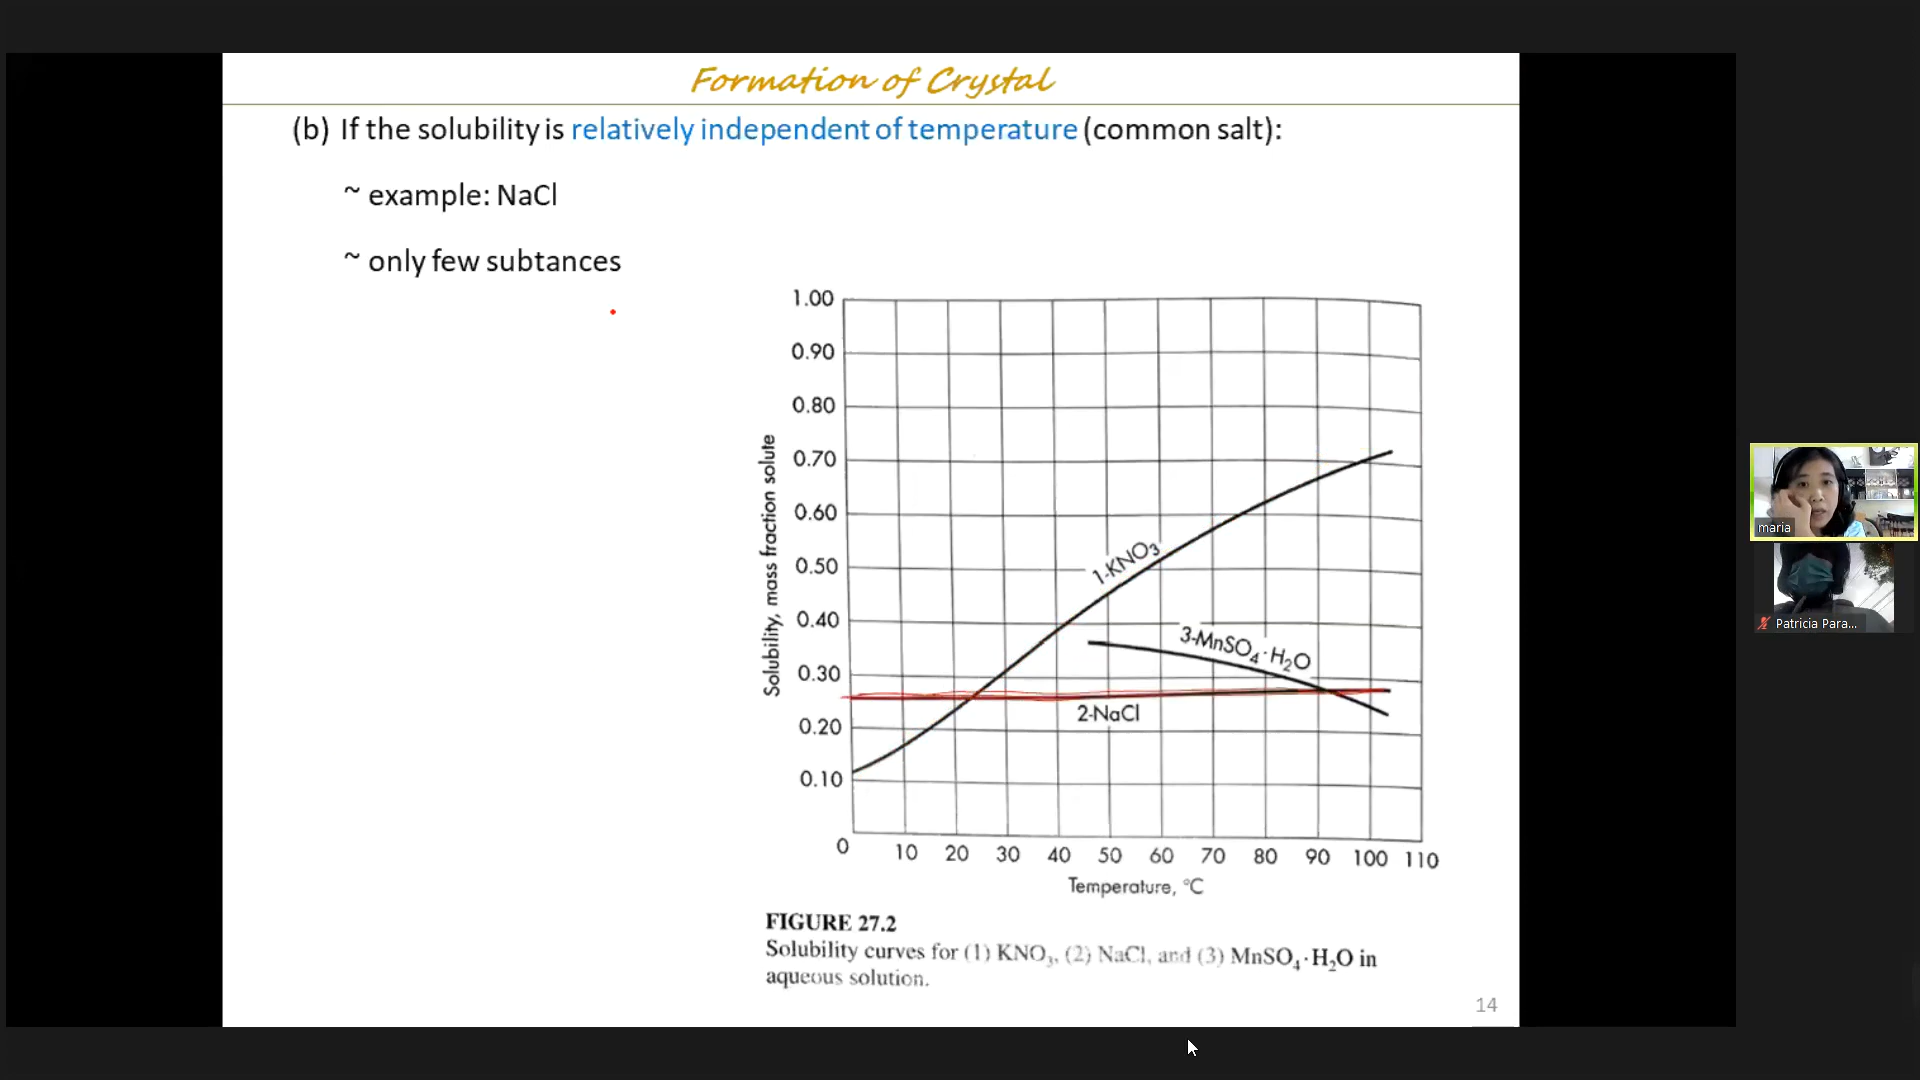 Formation of Crystal
(b) If the solubility is relatively independent of temperature (common salt):
~ example: NaCl
~ only few subtances
1.00
0.90
0.80
0.70
0.60
0.50
0.40
0.30
0.20
0.10
0
Solubility, mass fraction solute
1-KNO₃
3-MnSO₄·H₂O
2-NaCl
10 20 30 40 50 60 70 80 90 100 110
Temperature, °C
FIGURE 27.2
Solubility curves for (1) KNO₃, (2) NaCl, and (3) MnSO₄·H₂O in
aqueous solution.
14
maria
Patricia Para...